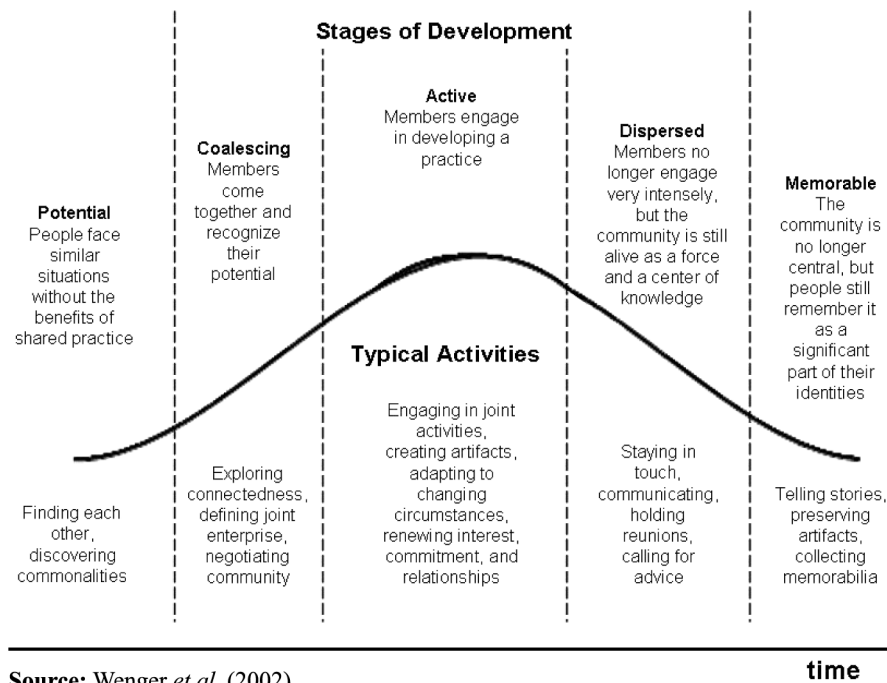 Stages of Development
Potential
People face
similar
situations
without the
benefits of
shared practice
Coalescing
Members
come
together and
recognize
their
potential
Active
Members engage
in developing a
practice
Dispersed
Members no
longer engage
very intensely,
but the
community is still
alive as a force
and a center of
knowledge
Memorable
The
community is
no longer
central, but
people still
remember it
as a
significant
part of their
identities
Typical Activities
Finding each
other,
discovering
commonalities
Exploring
connectedness,
defining joint
enterprise,
negotiating
community
Engaging in joint
activities,
creating artifacts,
adapting to
changing
circumstances,
renewing interest,
commitment, and
relationships
Staying in
touch,
communicating,
holding
reunions,
calling for
advice
Telling stories,
preserving
artifacts,
collecting
memorabilia
time
Source: Wenger et al. (2002)